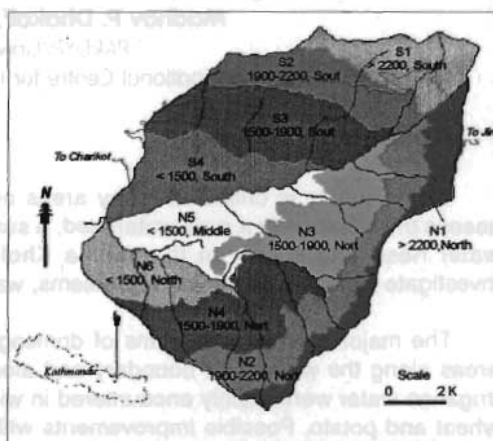 S1
> 2200, South
S2
1900-2200, Sout
S3
1500-1900, Sout
To Charikot
S4
< 1500, South
N
N5
< 1500, Middle
N3
1500-1900, Nort
N1
> 2200, North
N6
< 1500, North
N4
1500-1900, Nort
N2
1900-2200, Nort
Scale
0 2 K
Kathmandu